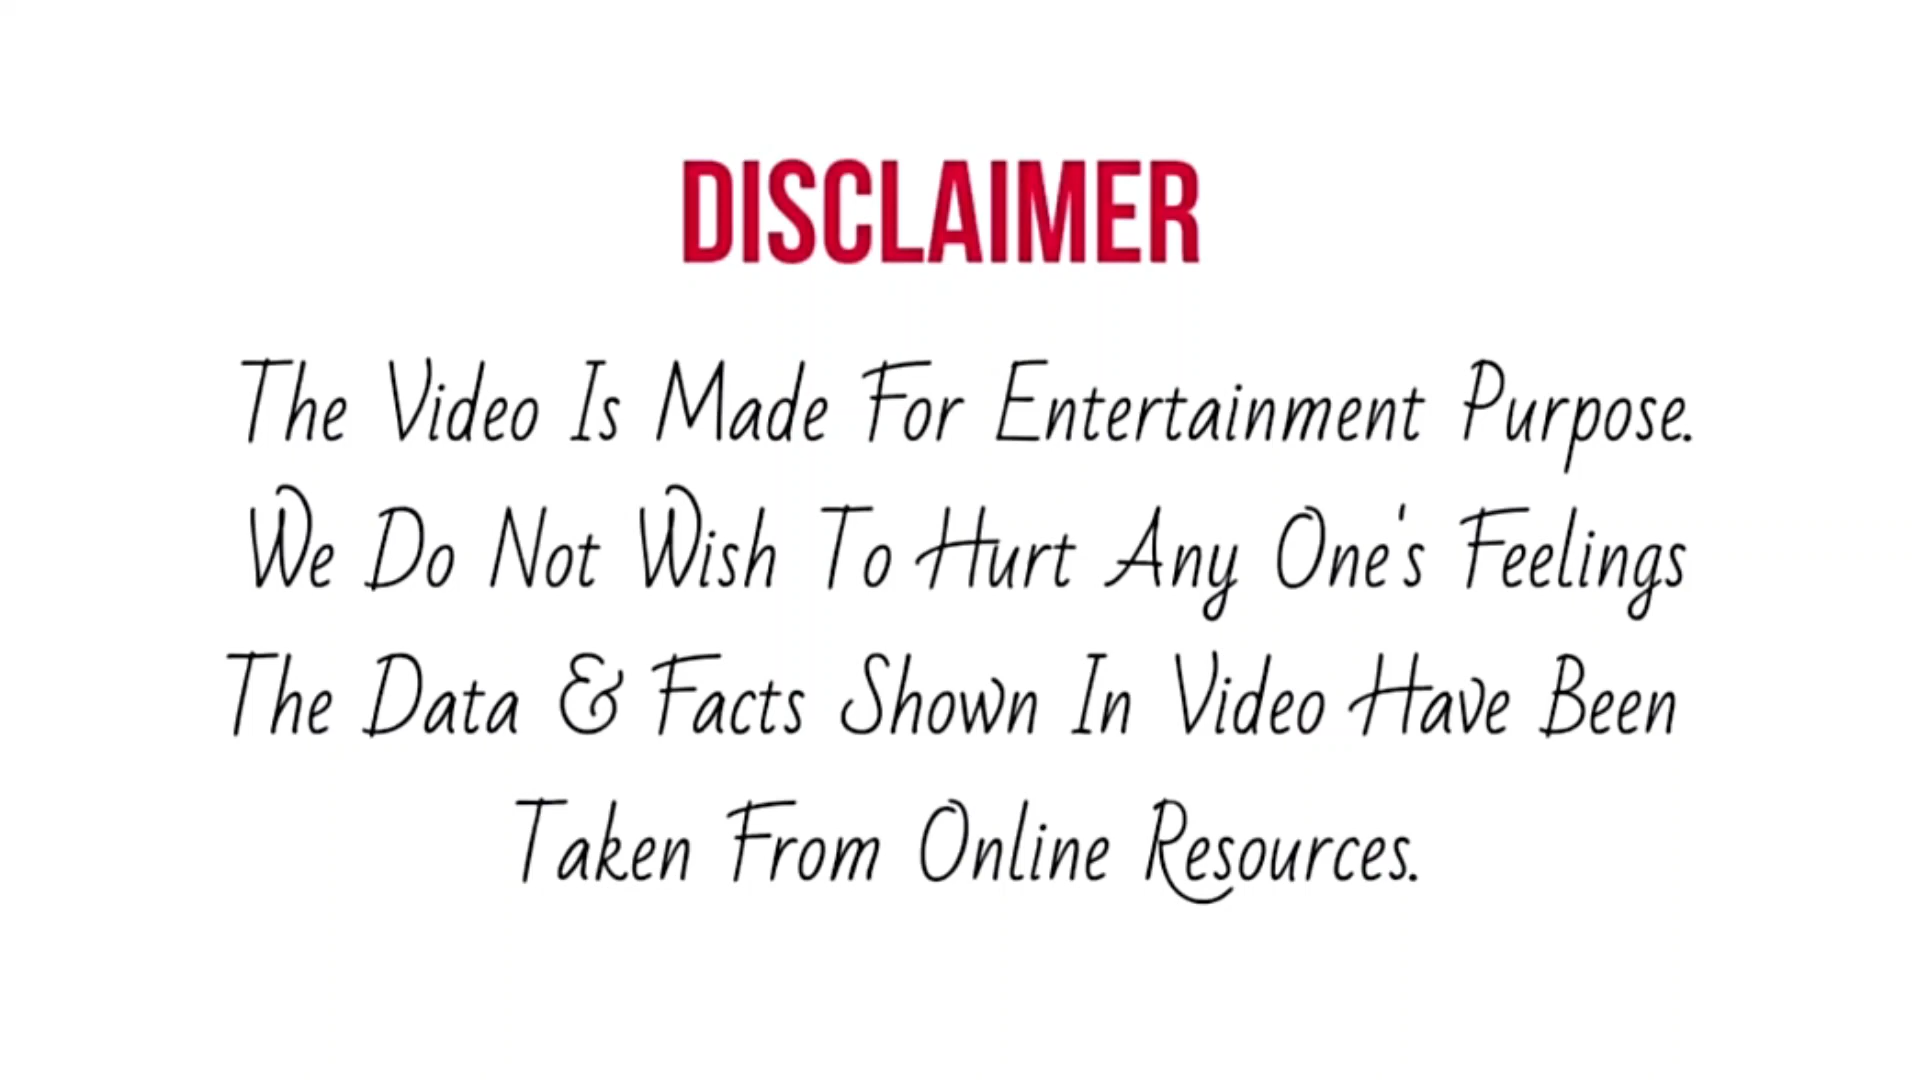 DISCLAIMER
The Video Is Made For Entertainment Purpose.
We Do Not Wish To Hurt Any One's Feelings
The Data & Facts Shown In Video Have Been
Taken From Online Resources.